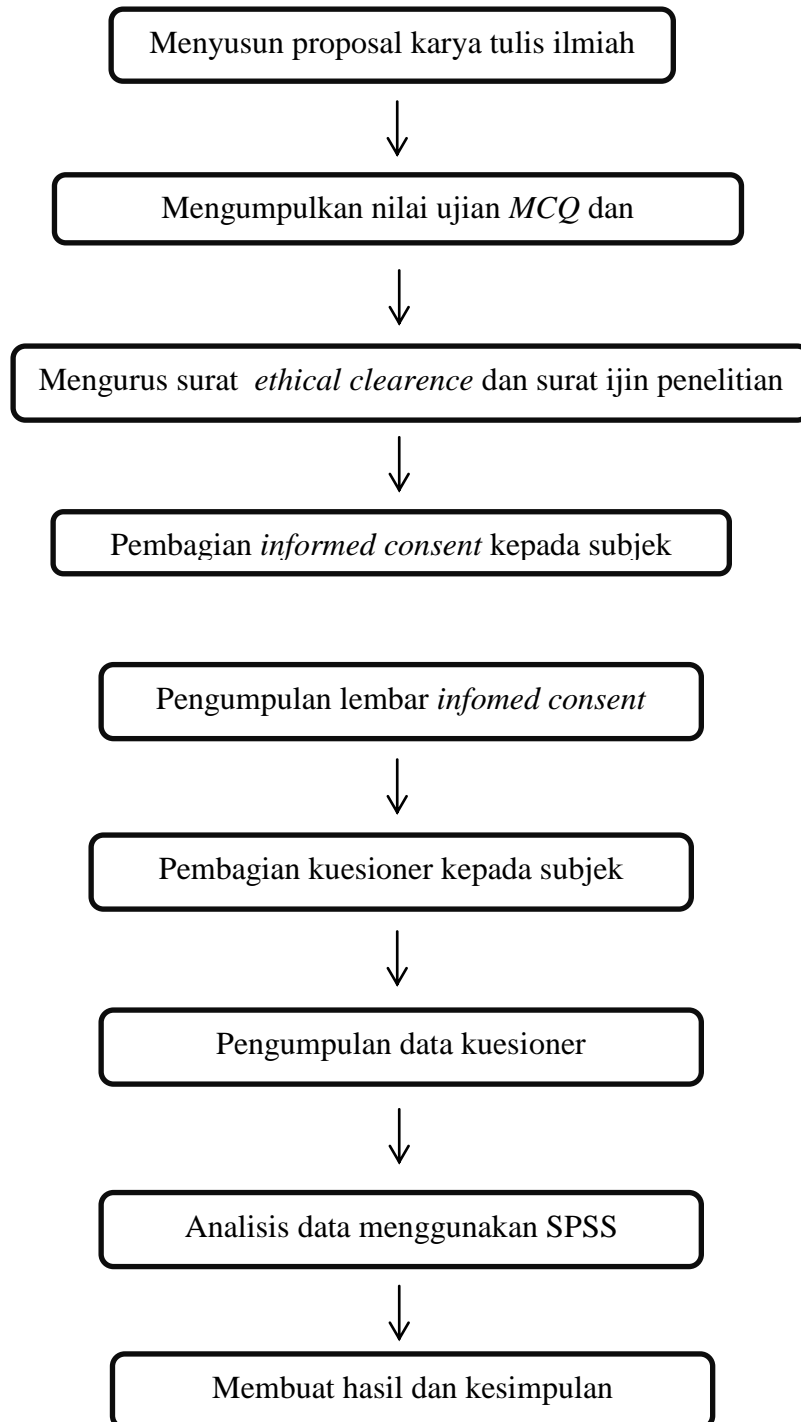 Menyusun proposal karya tulis ilmiah
Mengumpulkan nilai ujian MCQ dan
Mengurus surat ethical clearence dan surat ijin penelitian
Pembagian informed consent kepada subjek
Pengumpulan lembar infomed consent
Pembagian kuesioner kepada subjek
Pengumpulan data kuesioner
Analisis data menggunakan SPSS
Membuat hasil dan kesimpulan